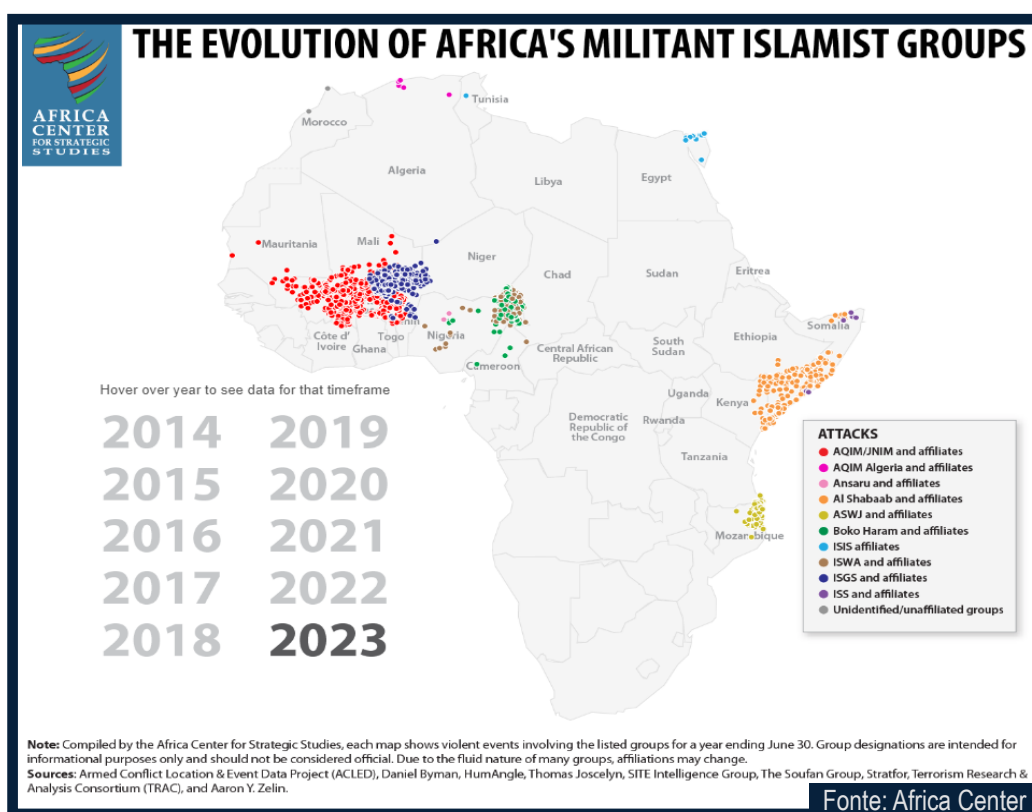 THE EVOLUTION OF AFRICA'S MILITANT ISLAMIST GROUPS
AFRICA
CENTER
FOR STRATEGIC
STUDIES
Tunisia
Morocco
Algeria
Libya
Egypt
Mauritania
Mali
Niger
Chad
Sudan
Eritrea
Côte d'
Ivoire
Ghana
Togo
Nigeria
Cameroon
Central African
Republic
South
Sudan
Ethiopia
Somalia
Uganda
Kenya
Democratic
Republic of
the Congo
Rwanda
Tanzania
Mozambique
Hover over year to see data for that timeframe
2014 2019
2015 2020
2016 2021
2017 2022
2018 2023
ATTACKS
AQIM/JNIM and affiliates
AQIM Algeria and affiliates
Ansaru and affiliates
Al Shabaab and affiliates
ASWJ and affiliates
Boko Haram and affiliates
ISIS affiliates
ISWA and affiliates
ISGS and affiliates
ISS and affiliates
Unidentified/unaffiliated groups
Note: Compiled by the Africa Center for Strategic Studies, each map shows violent events involving the listed groups for a year ending June 30. Group designations are intended for
informational purposes only and should not be considered official. Due to the fluid nature of many groups, affiliations may change.
Sources: Armed Conflict Location & Event Data Project (ACLED), Daniel Byman, HumAngle, Thomas Joscelyn, SITE Intelligence Group, The Soufan Group, Stratfor, Terrorism Research &
Analysis Consortium (TRAC), and Aaron Y. Zelin.
Fonte: Africa Center